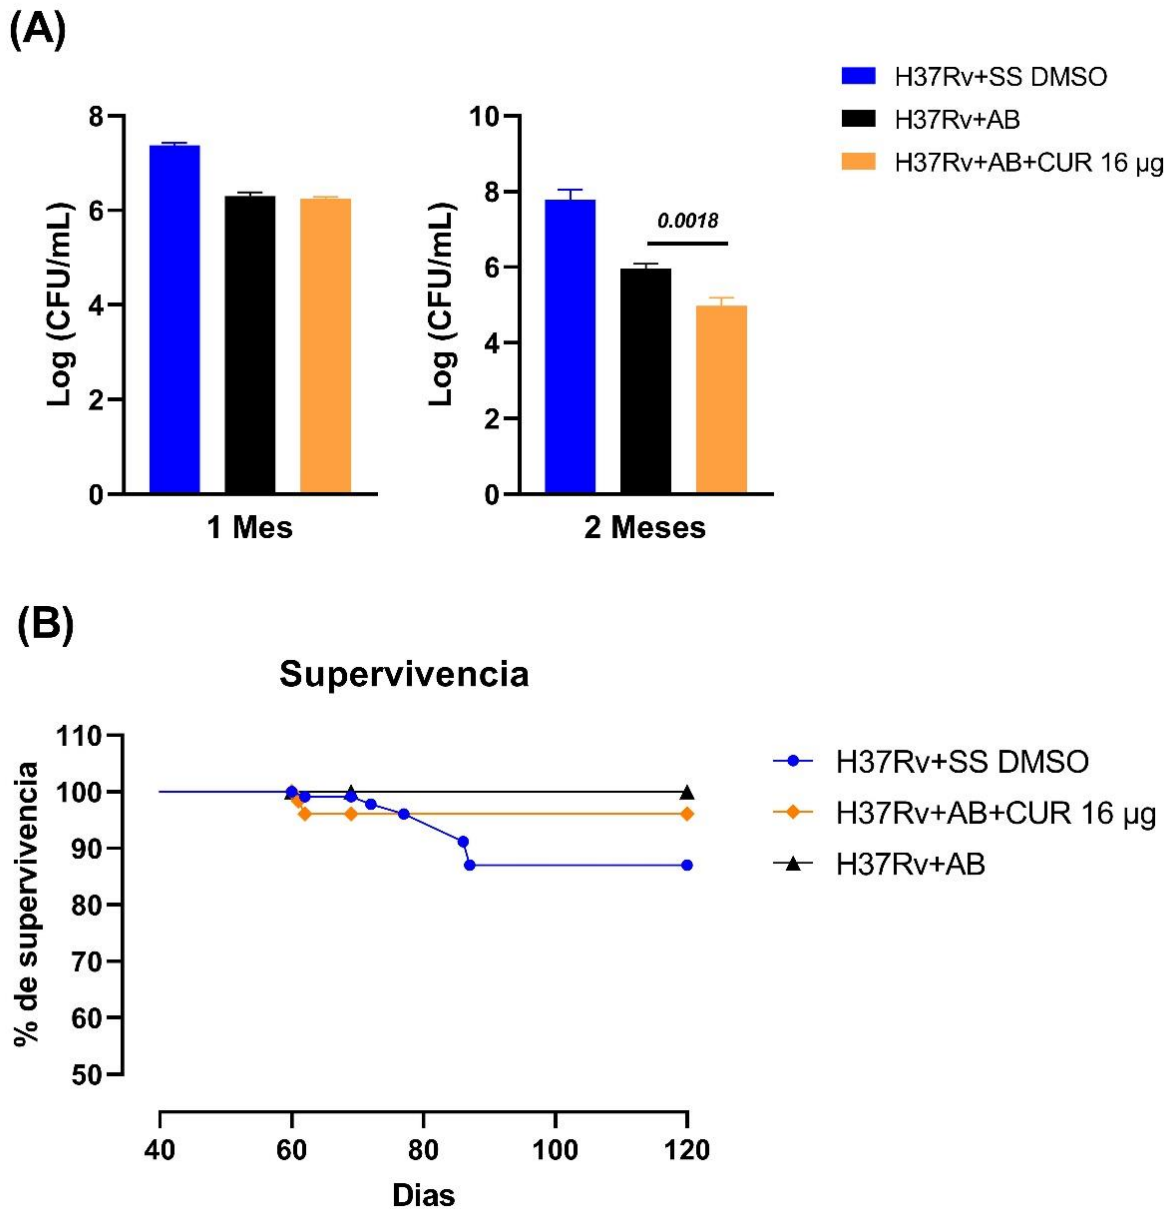 (A)
H37Rv+SS DMSO
H37Rv+AB
H37Rv+AB+CUR 16 µg
Log (CFU/mL)
8
6
4
2
0
1 Mes
Log (CFU/mL)
10
8
6
4
2
0
0.0018
2 Meses
(B)
Supervivencia
% de supervivencia
110
100
90
80
70
60
50
40 60 80 100 120
Dias
H37Rv+SS DMSO
H37Rv+AB+CUR 16 µg
H37Rv+AB